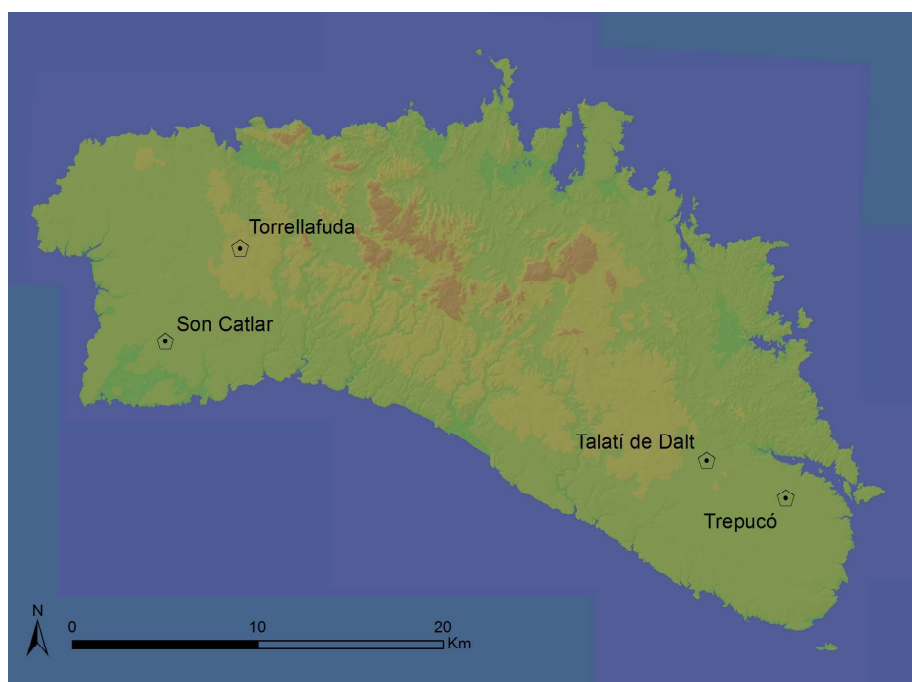 Torrellafuda
Son Catlar
Talatí de Dalt
Trepucó
N
0 10 20
Km